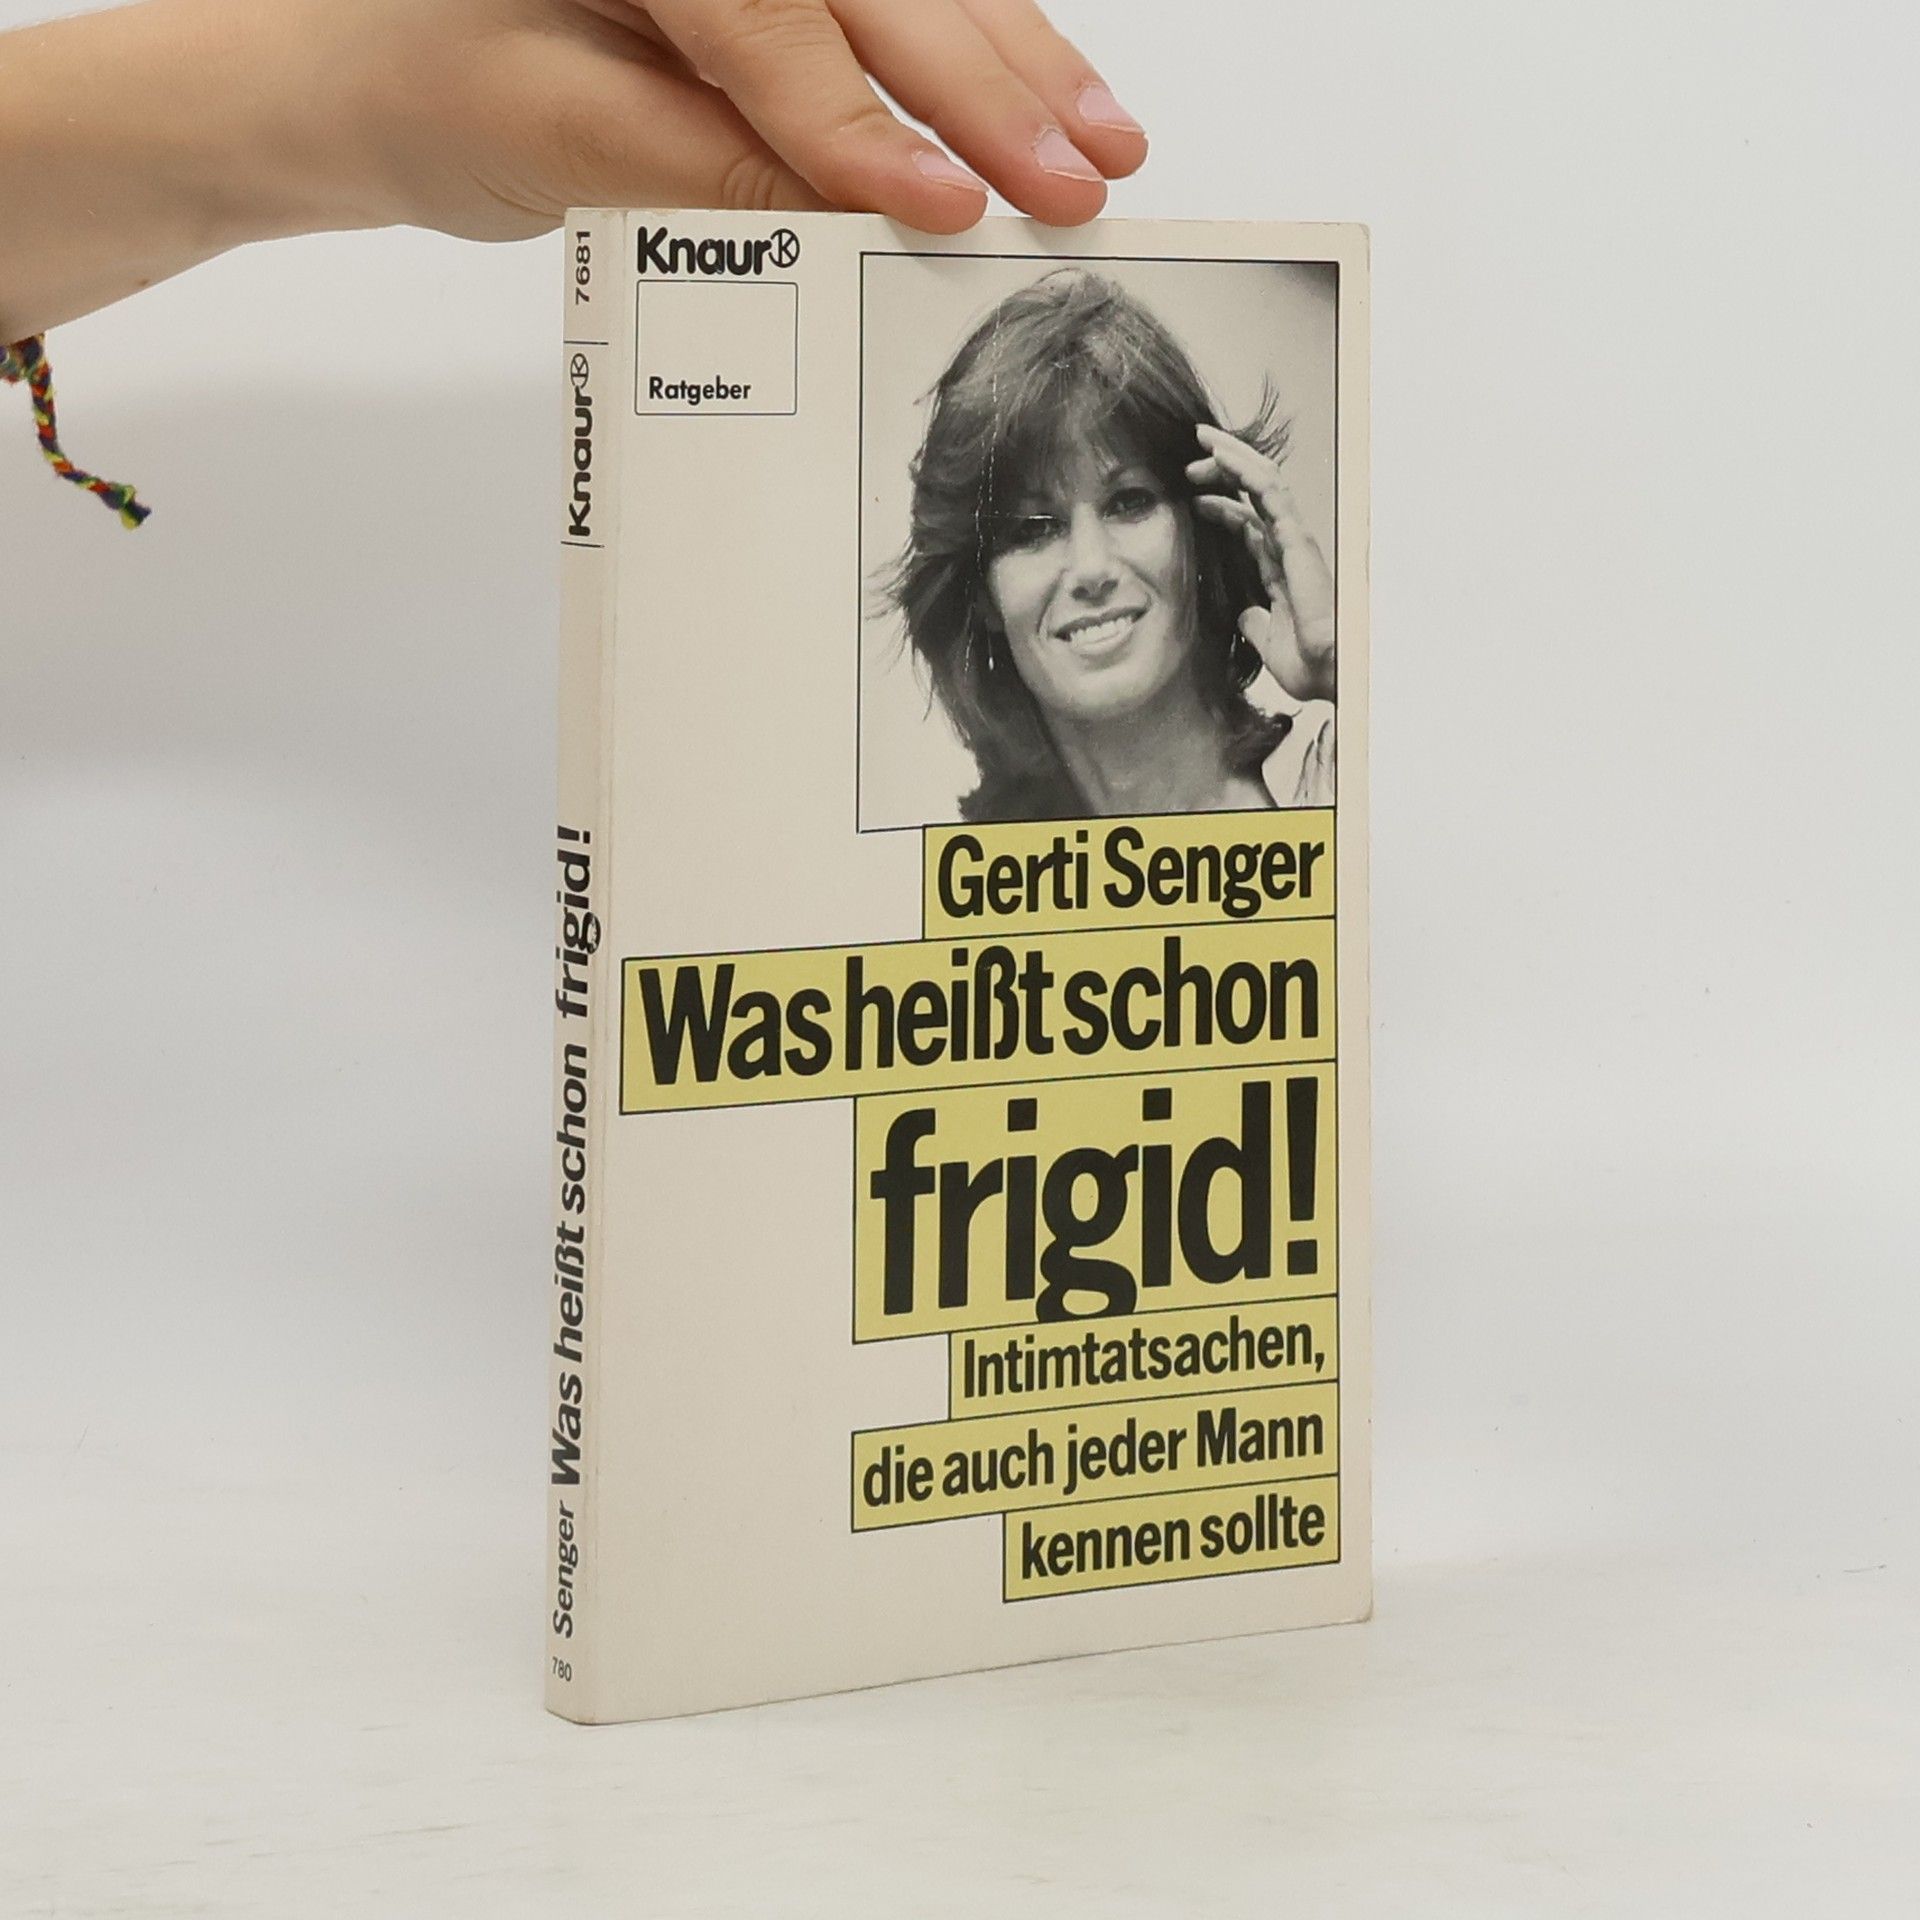 Knaur
Ratgeber
Gerti Senger
Was heißt schon
frigid!
Intimtatsachen,
die auch jeder Mann
kennen sollte
780 Senger Was heißt schon frigid! Knaur 7681